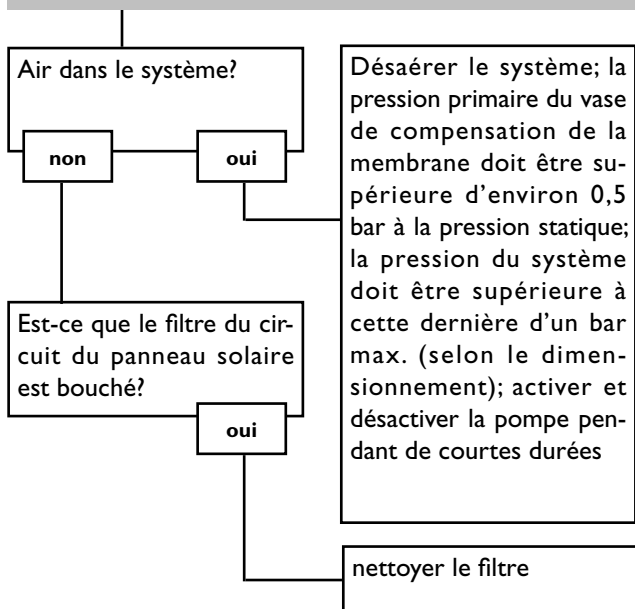 Air dans le système?
non
oui
Désaérer le système; la
pression primaire du vase
de compensation de la
membrane doit être su-
périeure d'environ 0,5
bar à la pression statique;
la pression du système
doit être supérieure à
cette dernière d'un bar
max. (selon le dimen-
sionnement); activer et
désactiver la pompe pen-
dant de courtes durées
Est-ce que le filtre du cir-
cuit du panneau solaire
est bouché?
oui
nettoyer le filtre